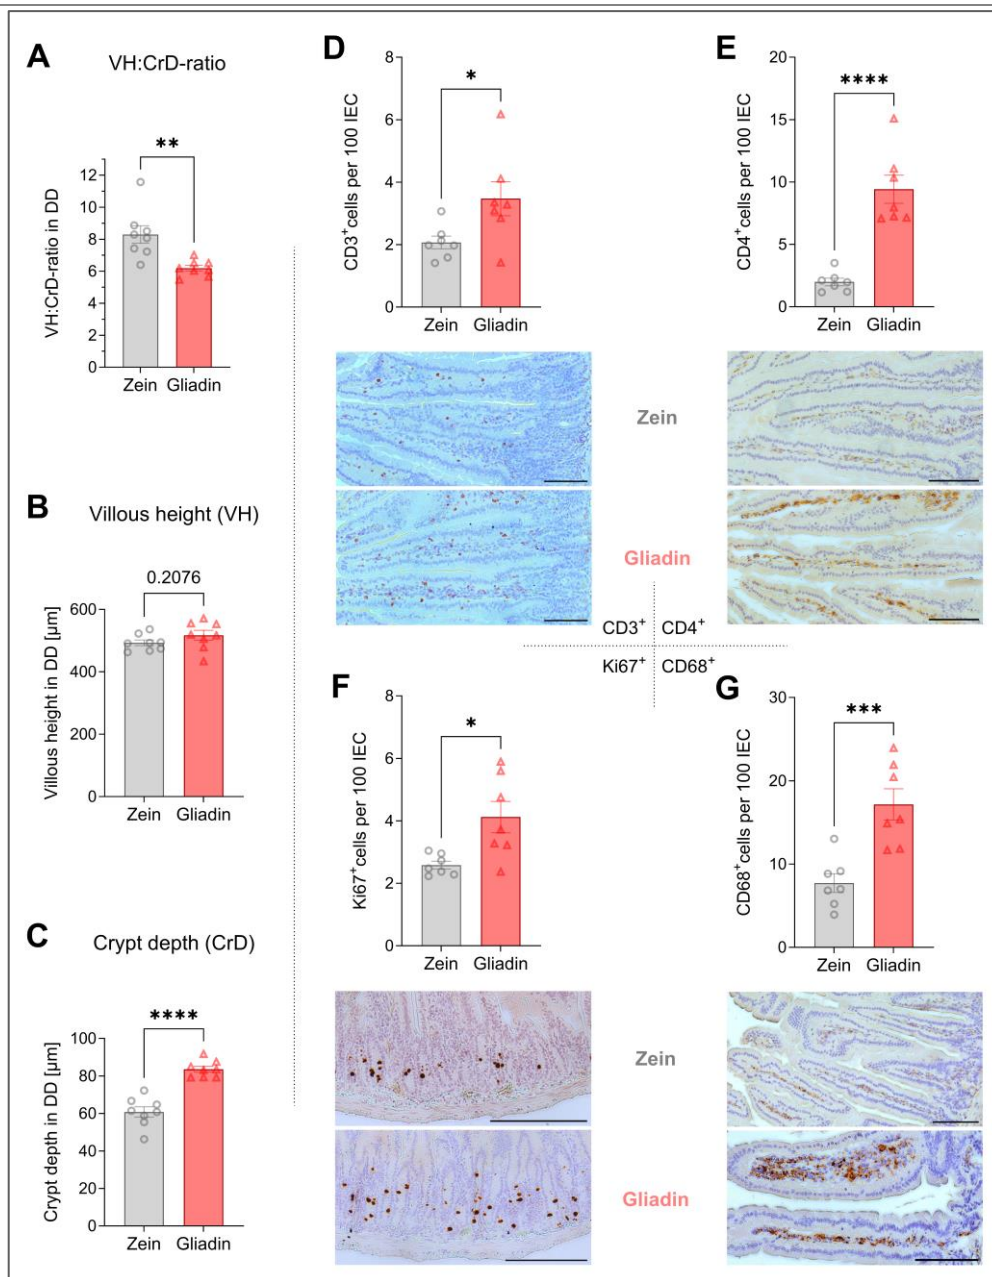 A
VH:CrD-ratio
VH:CrD-ratio in DD
12
10
8
6
4
2
0
**
Zein Gliadin
B
Villous height (VH)
Villous height in DD [µm]
600
400
200
0
0.2076
Zein Gliadin
C
Crypt depth (CrD)
Crypt depth in DD [µm]
100
80
60
40
20
0
****
Zein Gliadin
D
CD3+cells per 100 IEC
8
6
4
2
0
*
Zein Gliadin
E
CD4+cells per 100 IEC
20
15
10
5
0
****
Zein Gliadin
Zein
Gliadin
CD3+ CD4+
Ki67+ CD68+
F
Ki67+cells per 100 IEC
8
6
4
2
0
*
Zein Gliadin
G
CD68+cells per 100 IEC
30
20
10
0
***
Zein Gliadin
Zein
Gliadin